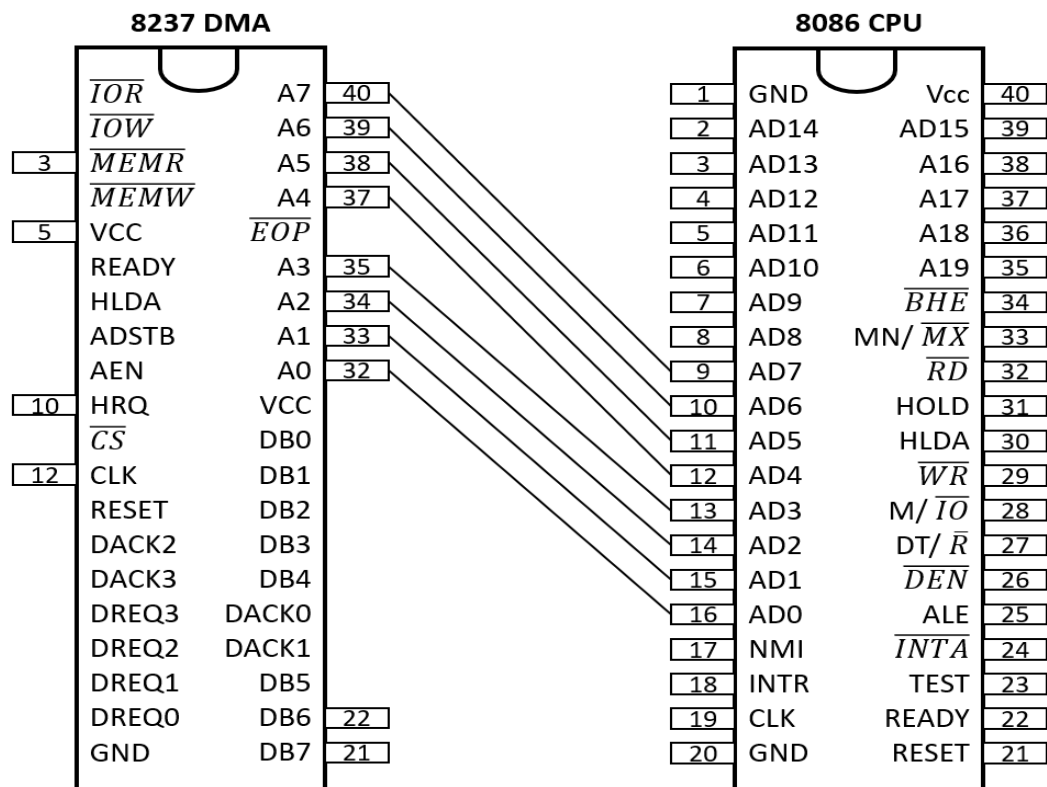 8237 DMA 8086 CPU
IOR A7 40 1 GND Vcc 40
IOW A6 39 2 AD14 AD15 39
3 MEMR A5 38 3 AD13 A16 38
MEMW A4 37 4 AD12 A17 37
5 VCC EOP 5 AD11 A18 36
READY A3 35 6 AD10 A19 35
HLDA A2 34 7 AD9 BHE 34
ADSTB A1 33 8 AD8 MN/ MX 33
AEN A0 32 9 AD7 RD 32
10 HRQ VCC 10 AD6 HOLD 31
CS DB0 11 AD5 HLDA 30
12 CLK DB1 12 AD4 WR 29
RESET DB2 13 AD3 M/ IO 28
DACK2 DB3 14 AD2 DT/ R 27
DACK3 DB4 15 AD1 DEN 26
DREQ3 DACK0 16 AD0 ALE 25
DREQ2 DACK1 17 NMI INTA 24
DREQ1 DB5 18 INTR TEST 23
DREQ0 DB6 22 19 CLK READY 22
GND DB7 21 20 GND RESET 21